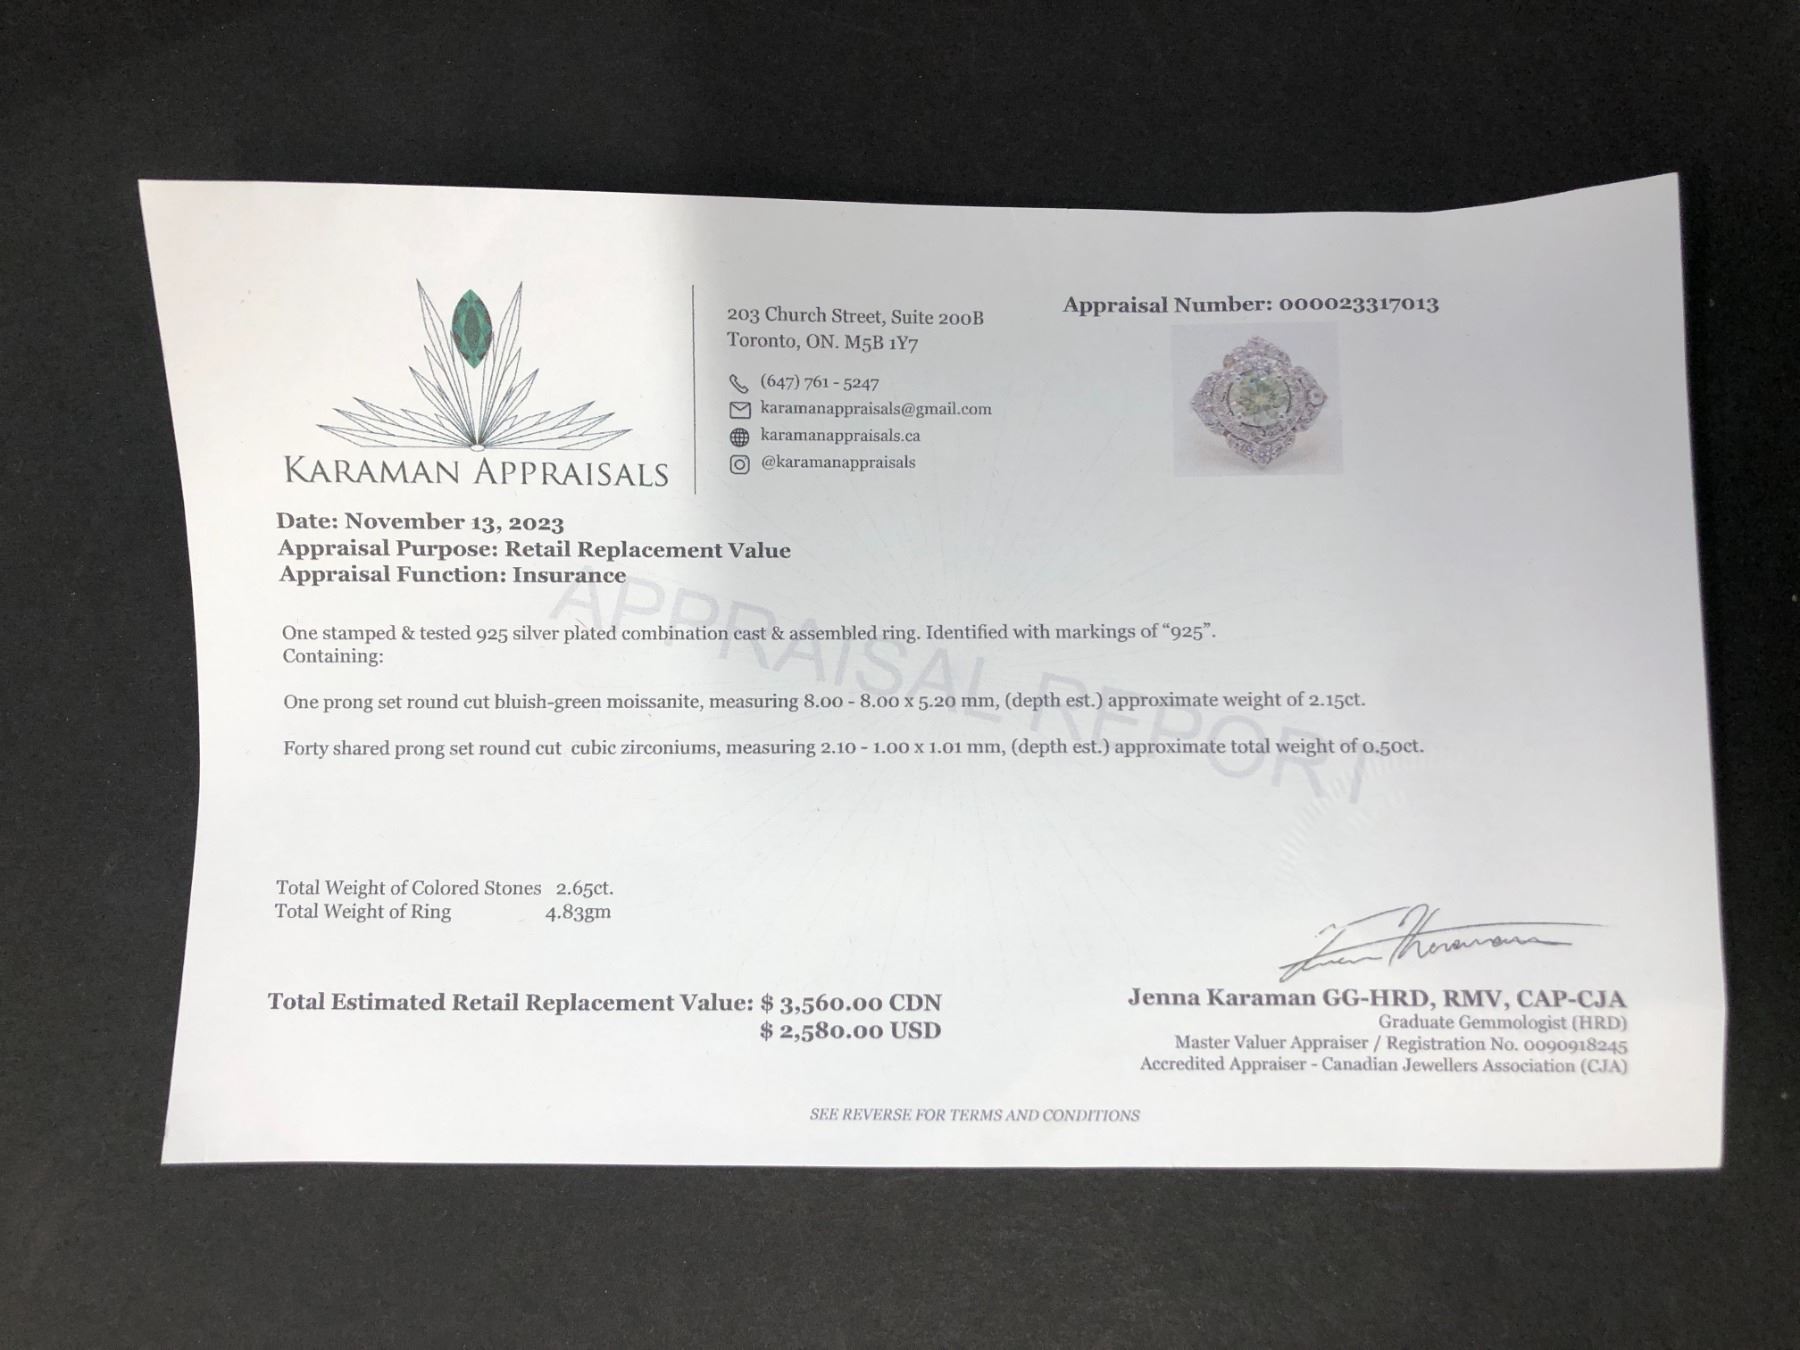 KARAMAN APPRAISALS
203 Church Street, Suite 200B
Toronto, ON. M5B 1Y7
(647) 761 - 5247
karamanappraisals@gmail.com
karamanappraisals.ca
@karamanappraisals
Appraisal Number: 000023317013
Date: November 13, 2023
Appraisal Purpose: Retail Replacement Value
Appraisal Function: Insurance
APPRAISAL REPORT
One stamped & tested 925 silver plated combination cast & assembled ring. Identified with markings of “925”.
Containing:
One prong set round cut bluish-green moissanite, measuring 8.00 - 8.00 x 5.20 mm, (depth est.) approximate weight of 2.15ct.
Forty shared prong set round cut cubic zirconiums, measuring 2.10 - 1.00 x 1.01 mm, (depth est.) approximate total weight of 0.50ct.
Total Weight of Colored Stones 2.65ct.
Total Weight of Ring 4.83gm
Total Estimated Retail Replacement Value: $ 3,560.00 CDN
$ 2,580.00 USD
Jenna Karaman GG-HRD, RMV, CAP-CJA
Graduate Gemmologist (HRD)
Master Valuer Appraiser / Registration No. 0090918245
Accredited Appraiser - Canadian Jewellers Association (CJA)
SEE REVERSE FOR TERMS AND CONDITIONS